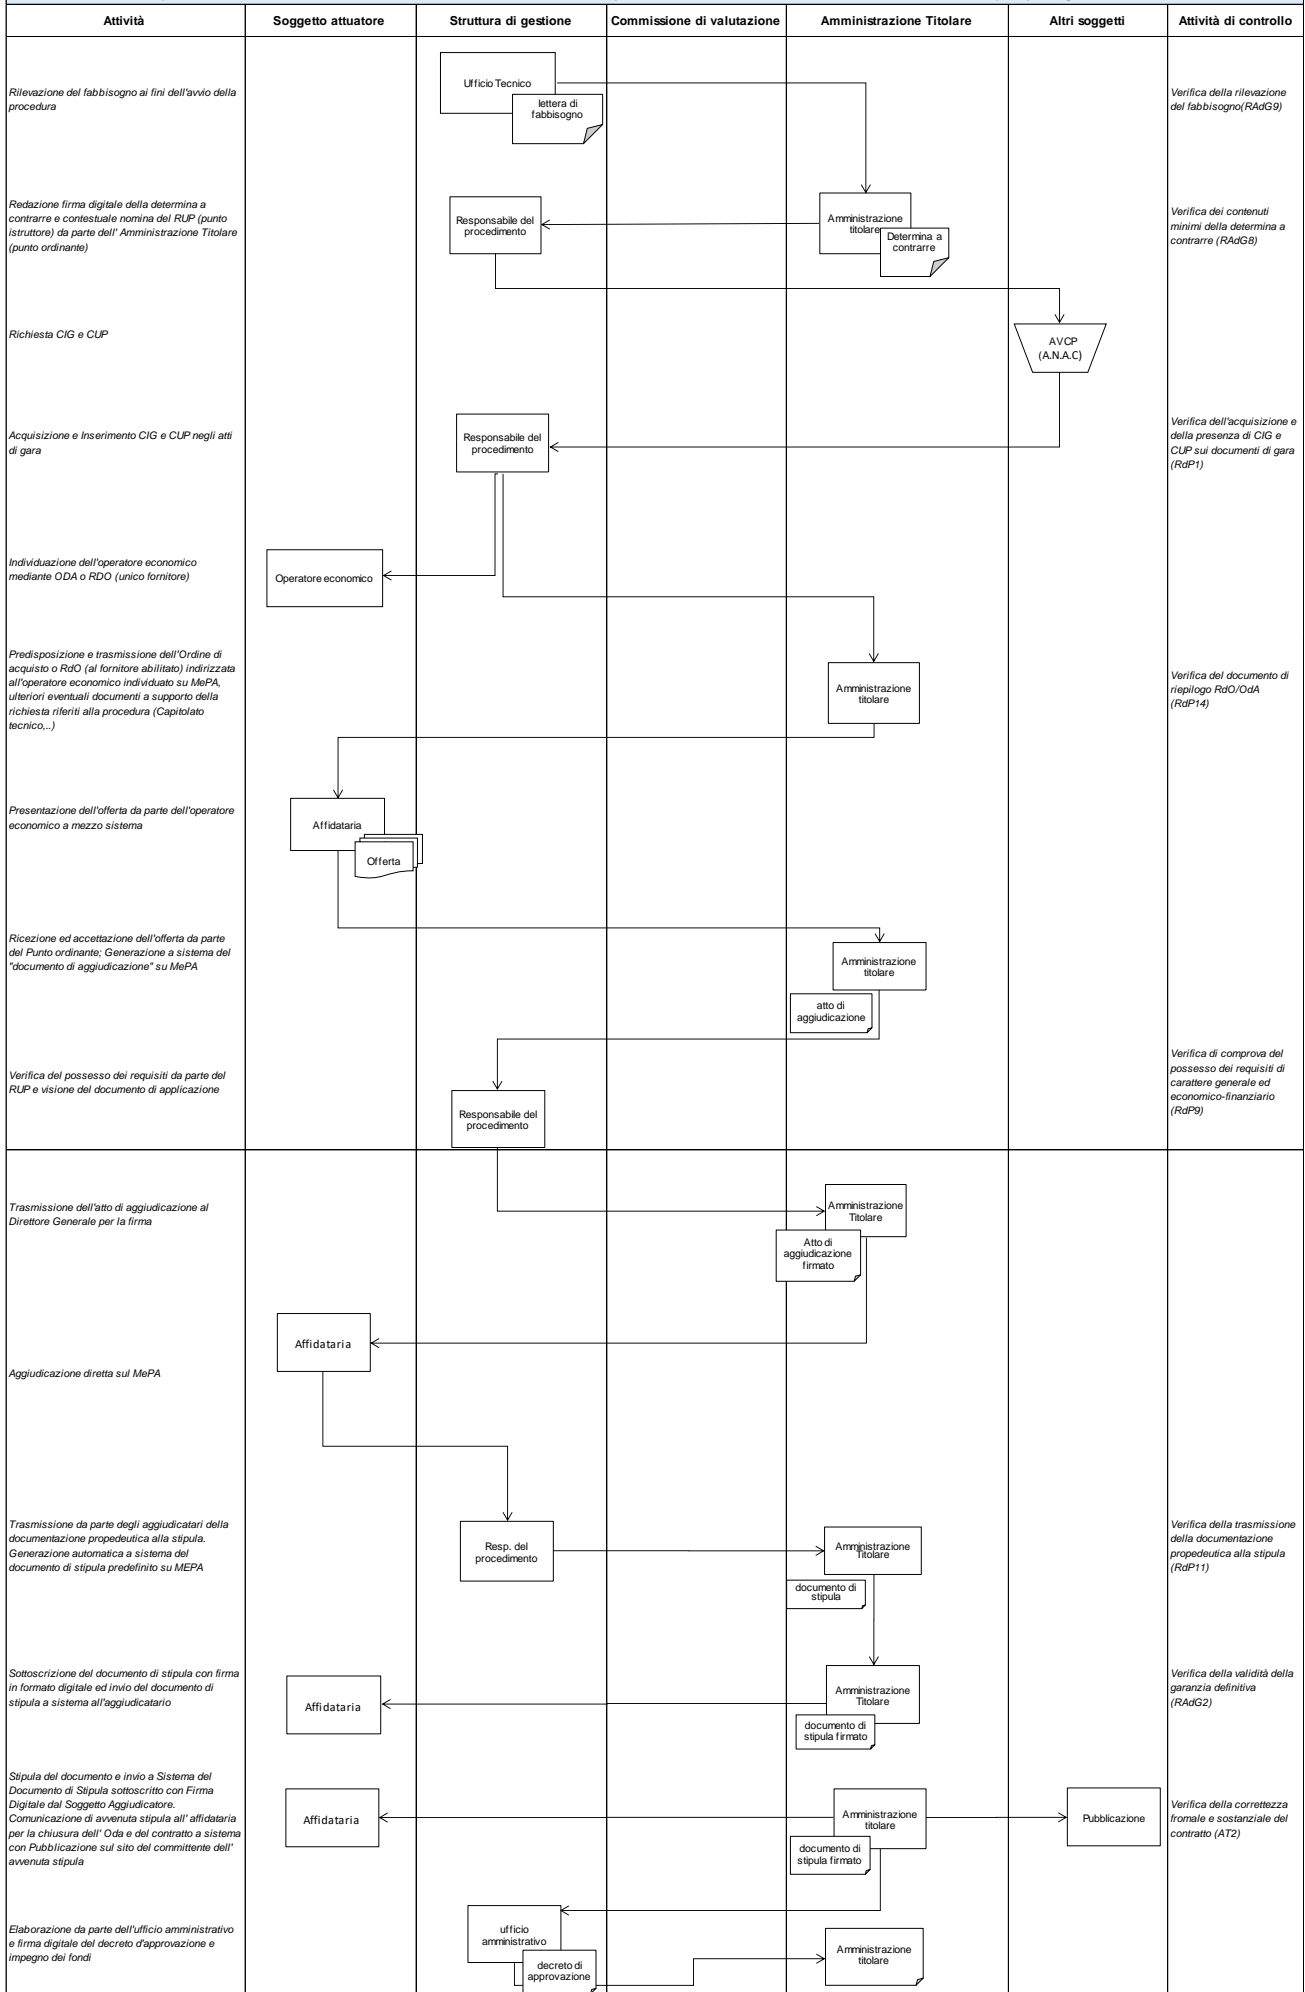 Attività
Soggetto attuatore
Struttura di gestione
Commissione di valutazione
Amministrazione Titolare
Altri soggetti
Attività di controllo
Rilevazione del fabbisogno ai fini dell'avvio della
procedura
Ufficio Tecnico
lettera di
fabbisogno
Verifica della rilevazione
del fabbisogno(RAdG9)
Redazione firma digitale della determina a
contrarre e contestuale nomina del RUP (punto
istruttore) da parte dell' Amministrazione Titolare
(punto ordinante)
Responsabile del
procedimento
Amministrazione
titolare
Determina a
contrarre
Verifica dei contenuti
minimi della determina a
contrarre (RAdG8)
Richiesta CIG e CUP
AVCP
(A.N.A.C)
Acquisizione e Inserimento CIG e CUP negli atti
di gara
Responsabile del
procedimento
Verifica dell'acquisizione e
della presenza di CIG e
CUP sui documenti di gara
(RdP1)
Individuazione dell'operatore economico
mediante ODA o RDO (unico fornitore)
Operatore economico
Predisposizione e trasmissione dell'Ordine di
acquisto o RdO (al fornitore abilitato) indirizzata
all'operatore economico individuato su MePA,
ulteriori eventuali documenti a supporto della
richiesta riferiti alla procedura (Capitolato
tecnico,..)
Amministrazione
titolare
Verifica del documento di
riepilogo RdO/OdA
(RdP14)
Presentazione dell'offerta da parte dell'operatore
economico a mezzo sistema
Affidataria
Offerta
Ricezione ed accettazione dell'offerta da parte
del Punto ordinante; Generazione a sistema del
"documento di aggiudicazione" su MePA
Amministrazione
titolare
atto di
aggiudicazione
Verifica del possesso dei requisiti da parte del
RUP e visione del documento di applicazione
Responsabile del
procedimento
Verifica di comprova del
possesso dei requisiti di
carattere generale ed
economico-finanziario
(RdP9)
Trasmissione dell'atto di aggiudicazione al
Direttore Generale per la firma
Amministrazione
Titolare
Atto di
aggiudicazione
firmato
Aggiudicazione diretta sul MePA
Affidataria
Trasmissione da parte degli aggiudicatari della
documentazione propedeutica alla stipula.
Generazione automatica a sistema del
documento di stipula predefinito su MEPA
Resp. del
procedimento
Amministrazione
Titolare
documento di
stipula
Verifica della trasmissione
della documentazione
propedeutica alla stipula
(RdP11)
Sottoscrizione del documento di stipula con firma
in formato digitale ed invio del documento di
stipula a sistema all'aggiudicatario
Affidataria
Amministrazione
Titolare
documento di
stipula firmato
Verifica della validità della
garanzia definitiva
(RAdG2)
Stipula del documento e invio a Sistema del
Documento di Stipula sottoscritto con Firma
Digitale dal Soggetto Aggiudicatore.
Comunicazione di avvenuta stipula all' affidataria
per la chiusura dell' Oda e del contratto a sistema
con Pubblicazione sul sito del committente dell'
avvenuta stipula
Affidataria
Amministrazione
titolare
documento di
stipula firmato
Pubblicazione
Verifica della correttezza
fromale e sostanziale del
contratto (AT2)
Elaborazione da parte dell'ufficio amministrativo
e firma digitale del decreto d'approvazione e
impegno dei fondi
ufficio
amministrativo
decreto di
approvazione
Amministrazione
titolare